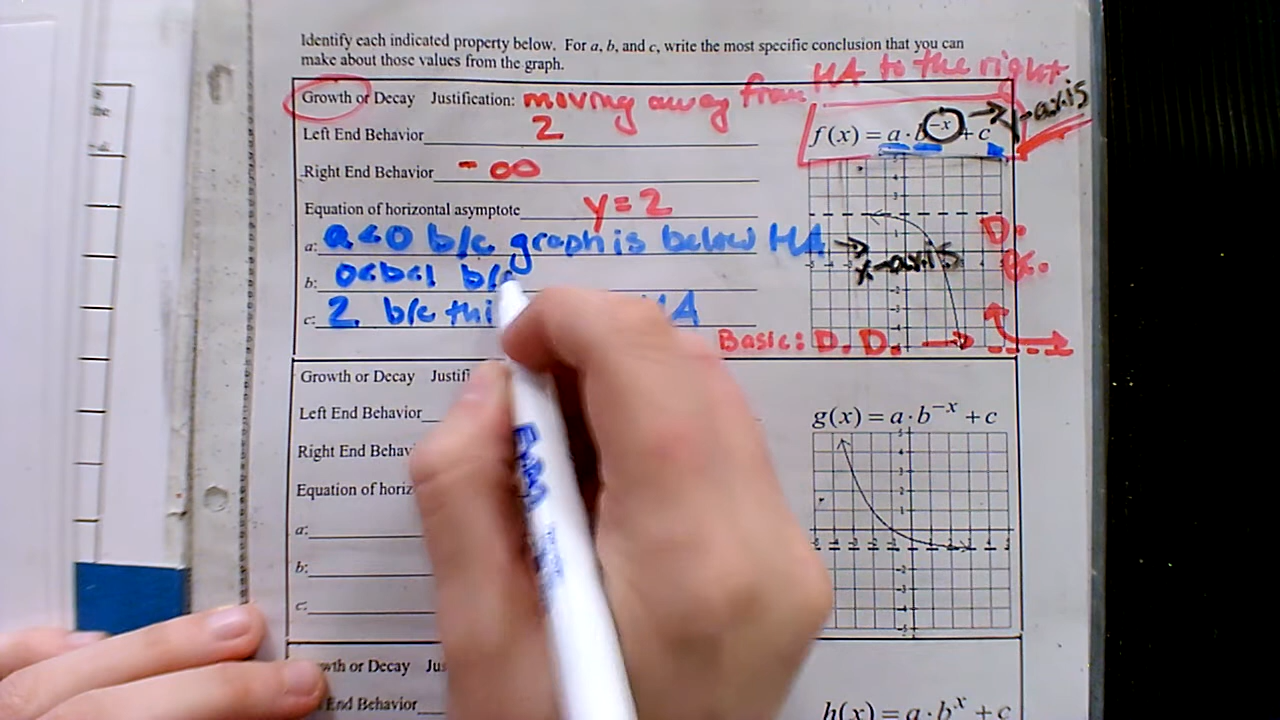 Identify each indicated property below. For a, b, and c, write the most specific conclusion that you can
make about those values from the graph.
HA to the right
Growth or Decay Justification: moving away from
y-axis
Left End Behavior 2
f(x) = a · b^{-x} + c
Right End Behavior -∞
Equation of horizontal asymptote y = 2
a: a<0 b/c graph is below HA
x-axis
b: 0<b<1 b/c
c: 2 b/c thi HA
Basic: D. D.
Growth or Decay Justifi
Left End Behavior
g(x) = a · b^{-x} + c
Right End Behav
Equation of horiz
a:
b:
c:
wth or Decay Jus
End Behavior
h(x) = a · b^x + c